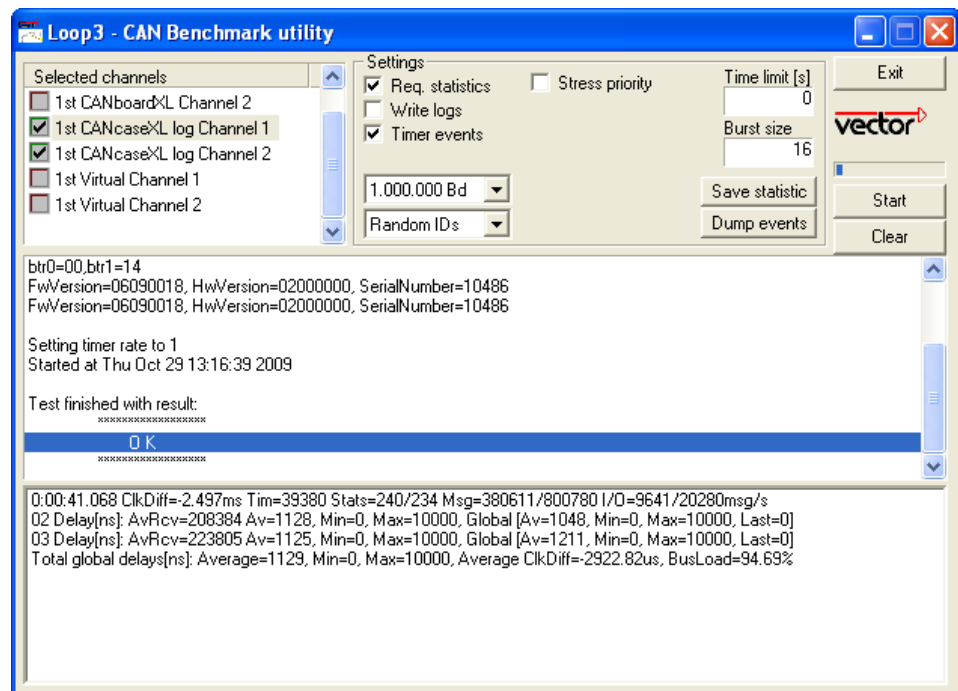 Loop3 - CAN Benchmark utility
Selected channels
1st CANboardXL Channel 2
1st CANcaseXL log Channel 1
1st CANcaseXL log Channel 2
1st Virtual Channel 1
1st Virtual Channel 2
Settings
Req. statistics
Write logs
Timer events
Stress priority
1.000.000 Bd
Random IDs
Time limit [s]
0
Burst size
16
Save statistic
Dump events
Exit
vector
Start
Clear
btr0=00,btr1=14
FwVersion=06090018, HwVersion=02000000, SerialNumber=10486
FwVersion=06090018, HwVersion=02000000, SerialNumber=10486
Setting timer rate to 1
Started at Thu Oct 29 13:16:39 2009
Test finished with result:
******************
O K
******************
0:00:41.068 ClkDiff=-2.497ms Tim=39380 Stats=240/234 Msg=380611/800780 I/O=9641/20280msg/s
02 Delay[ns]: AvRcv=208384 Av=1128, Min=0, Max=10000, Global [Av=1048, Min=0, Max=10000, Last=0]
03 Delay[ns]: AvRcv=223805 Av=1125, Min=0, Max=10000, Global [Av=1211, Min=0, Max=10000, Last=0]
Total global delays[ns]: Average=1129, Min=0, Max=10000, Average ClkDiff=-2922.82us, BusLoad=94.69%